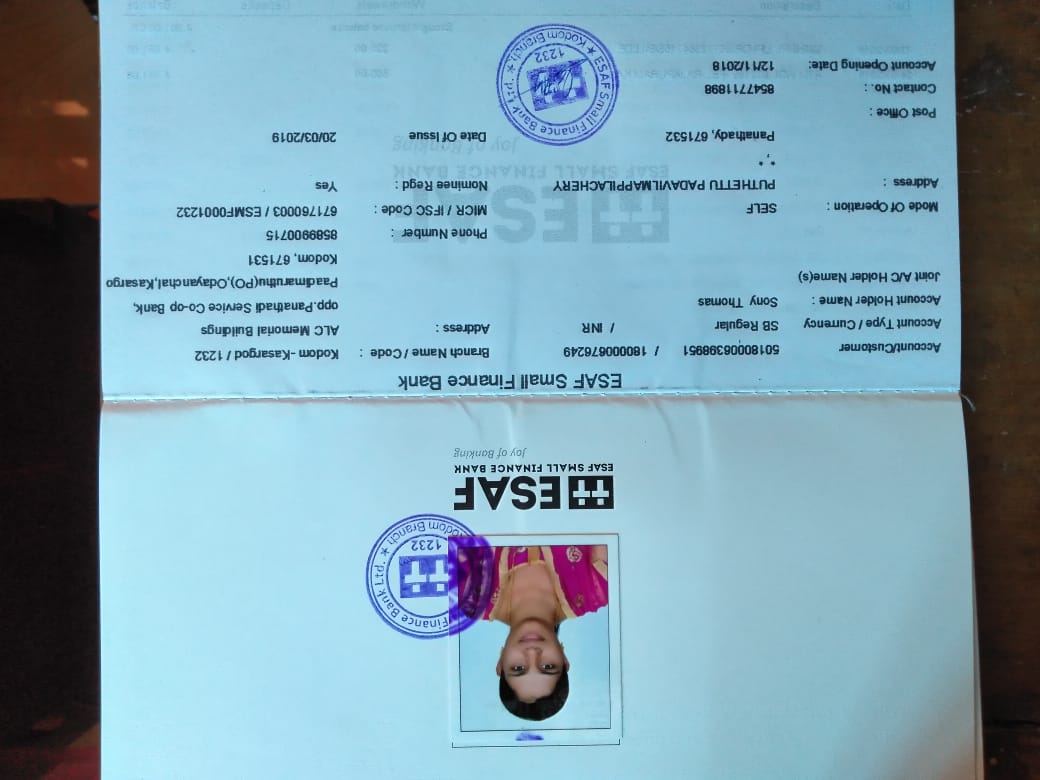 ESAF
ESAF SMALL FINANCE BANK
Joy of Banking
Finance Bank Ltd. * Kodom Branch *
1232
ESAF Small Finance Bank
Account/Customer 50180006398951 / 180000676249 Branch Name / Code : Kodom -Kasargod / 1232
Account Type / Currency SB Regular / INR Address : ALC Memorial Buildings
Account Holder Name : Sony Thomas opp.Panathadi Service Co-op Bank,
Joint A/C Holder Name(s) Paadimaruthu(PO),Odayanchal,Kasargo
Kodom, 671531
Phone Number : 8589900715
Mode Of Operation : SELF MICR / IFSC Code : 671760003 / ESMF0001232
Address : PUTHETTU PADAVILMAPPILACHERY Nominee Regd Yes
*, *
Panathady, 671532 Date Of Issue 20/03/2019
Post Office :
Contact No. : 8547711898
Account Opening Date: 12/1/2018
ESAF
ESAF SMALL FINANCE BANK
Joy of Banking
ESAF Small Finance Bank Ltd. * Kodom Branch *
1232